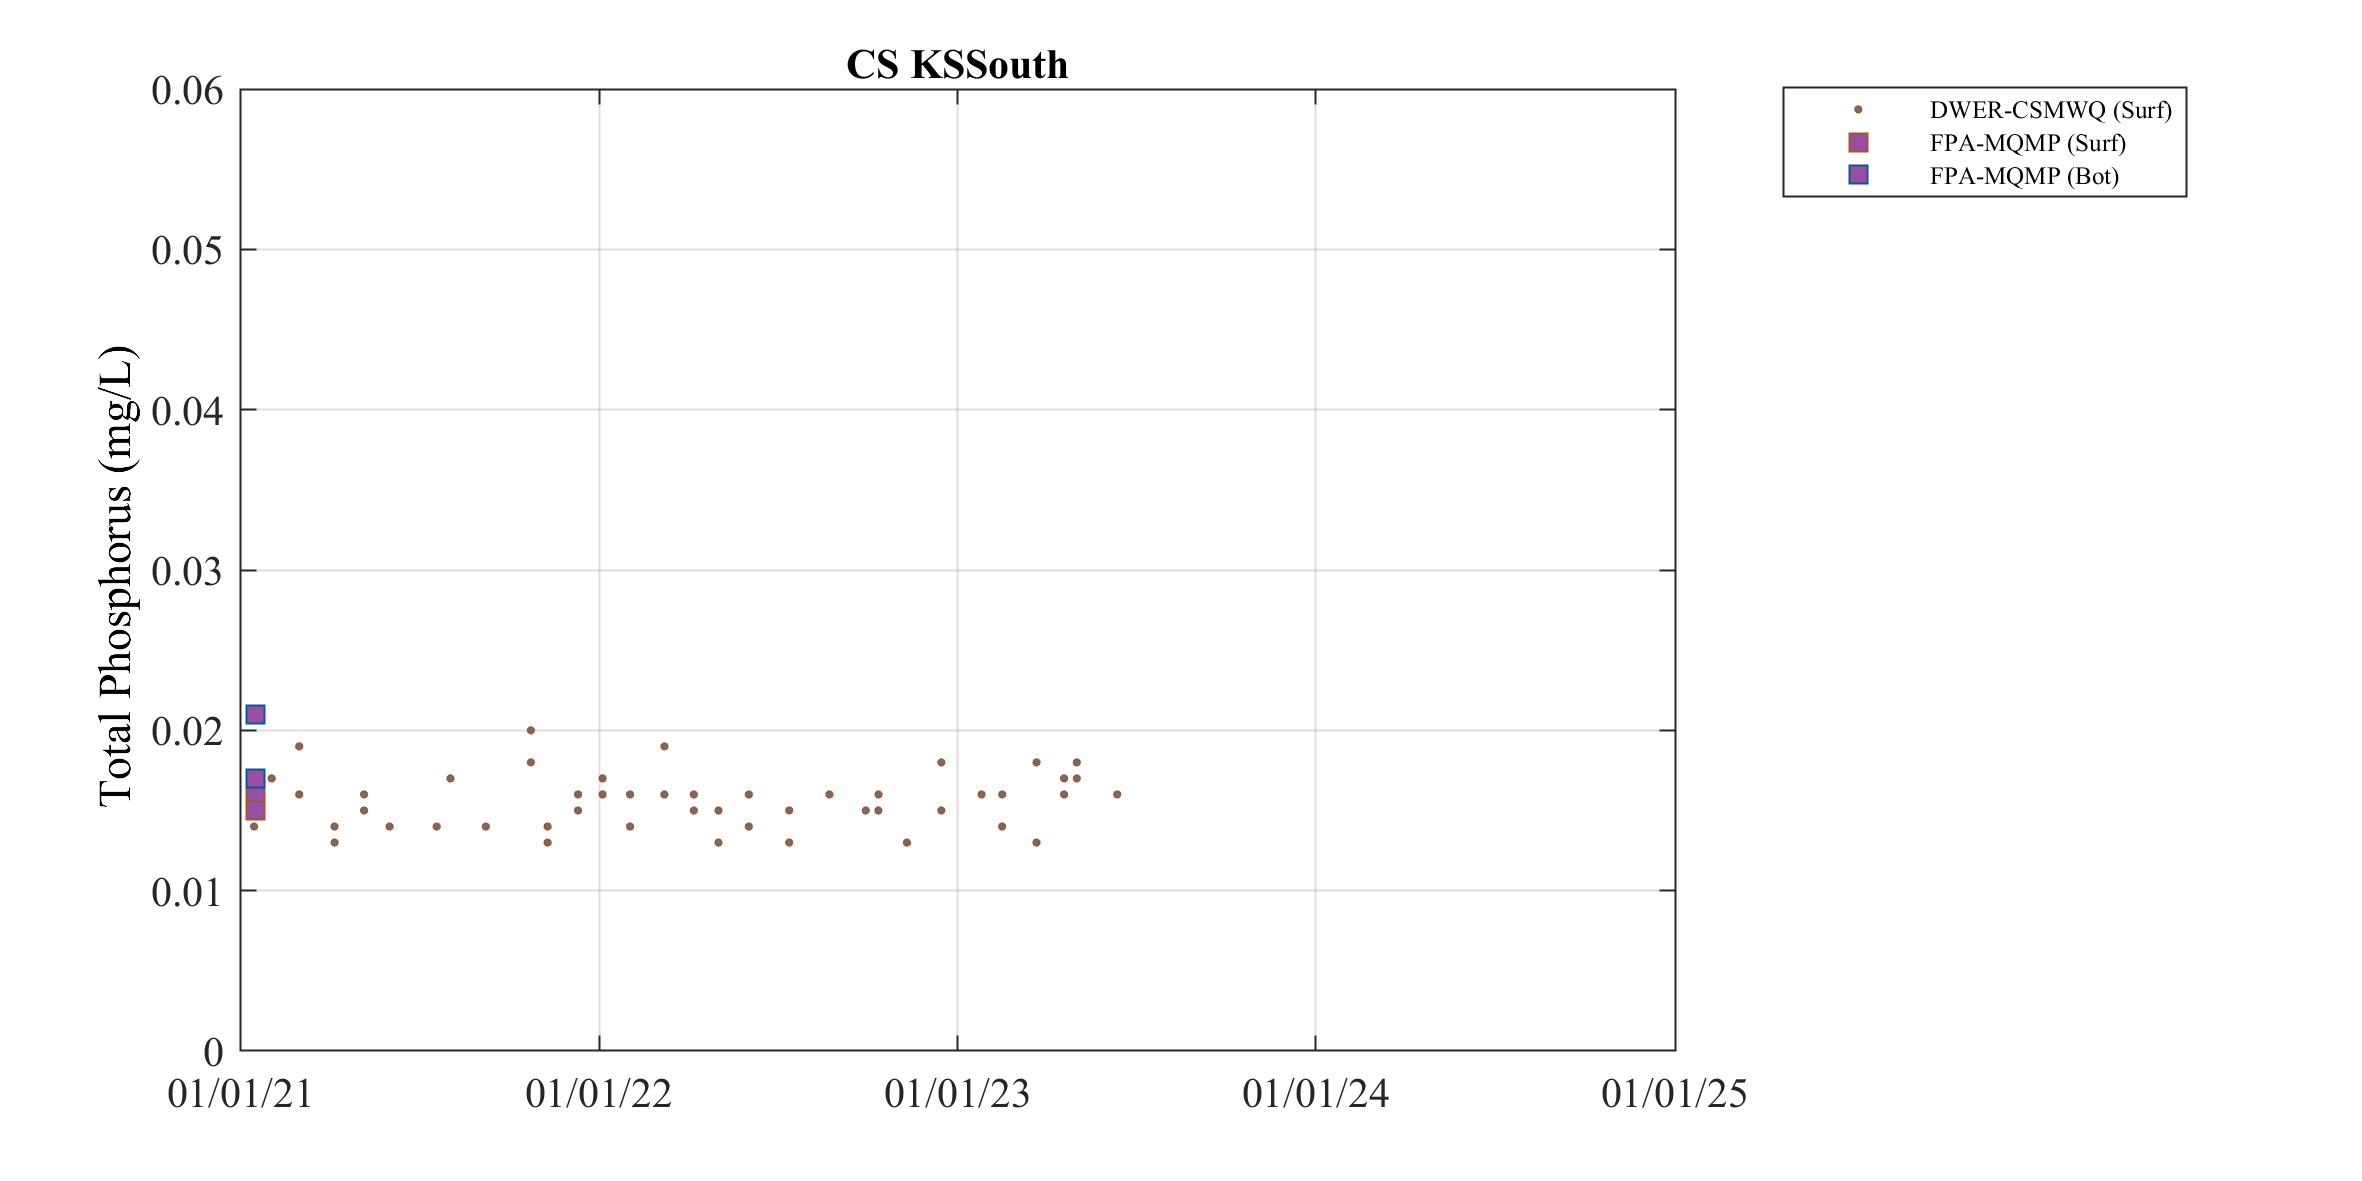 CS KSSouth
Total Phosphorus (mg/L)
0.06
0.05
0.04
0.03
0.02
0.01
0
01/01/21
01/01/22
01/01/23
01/01/24
01/01/25
DWER-CSMWQ (Surf)
FPA-MQMP (Surf)
FPA-MQMP (Bot)